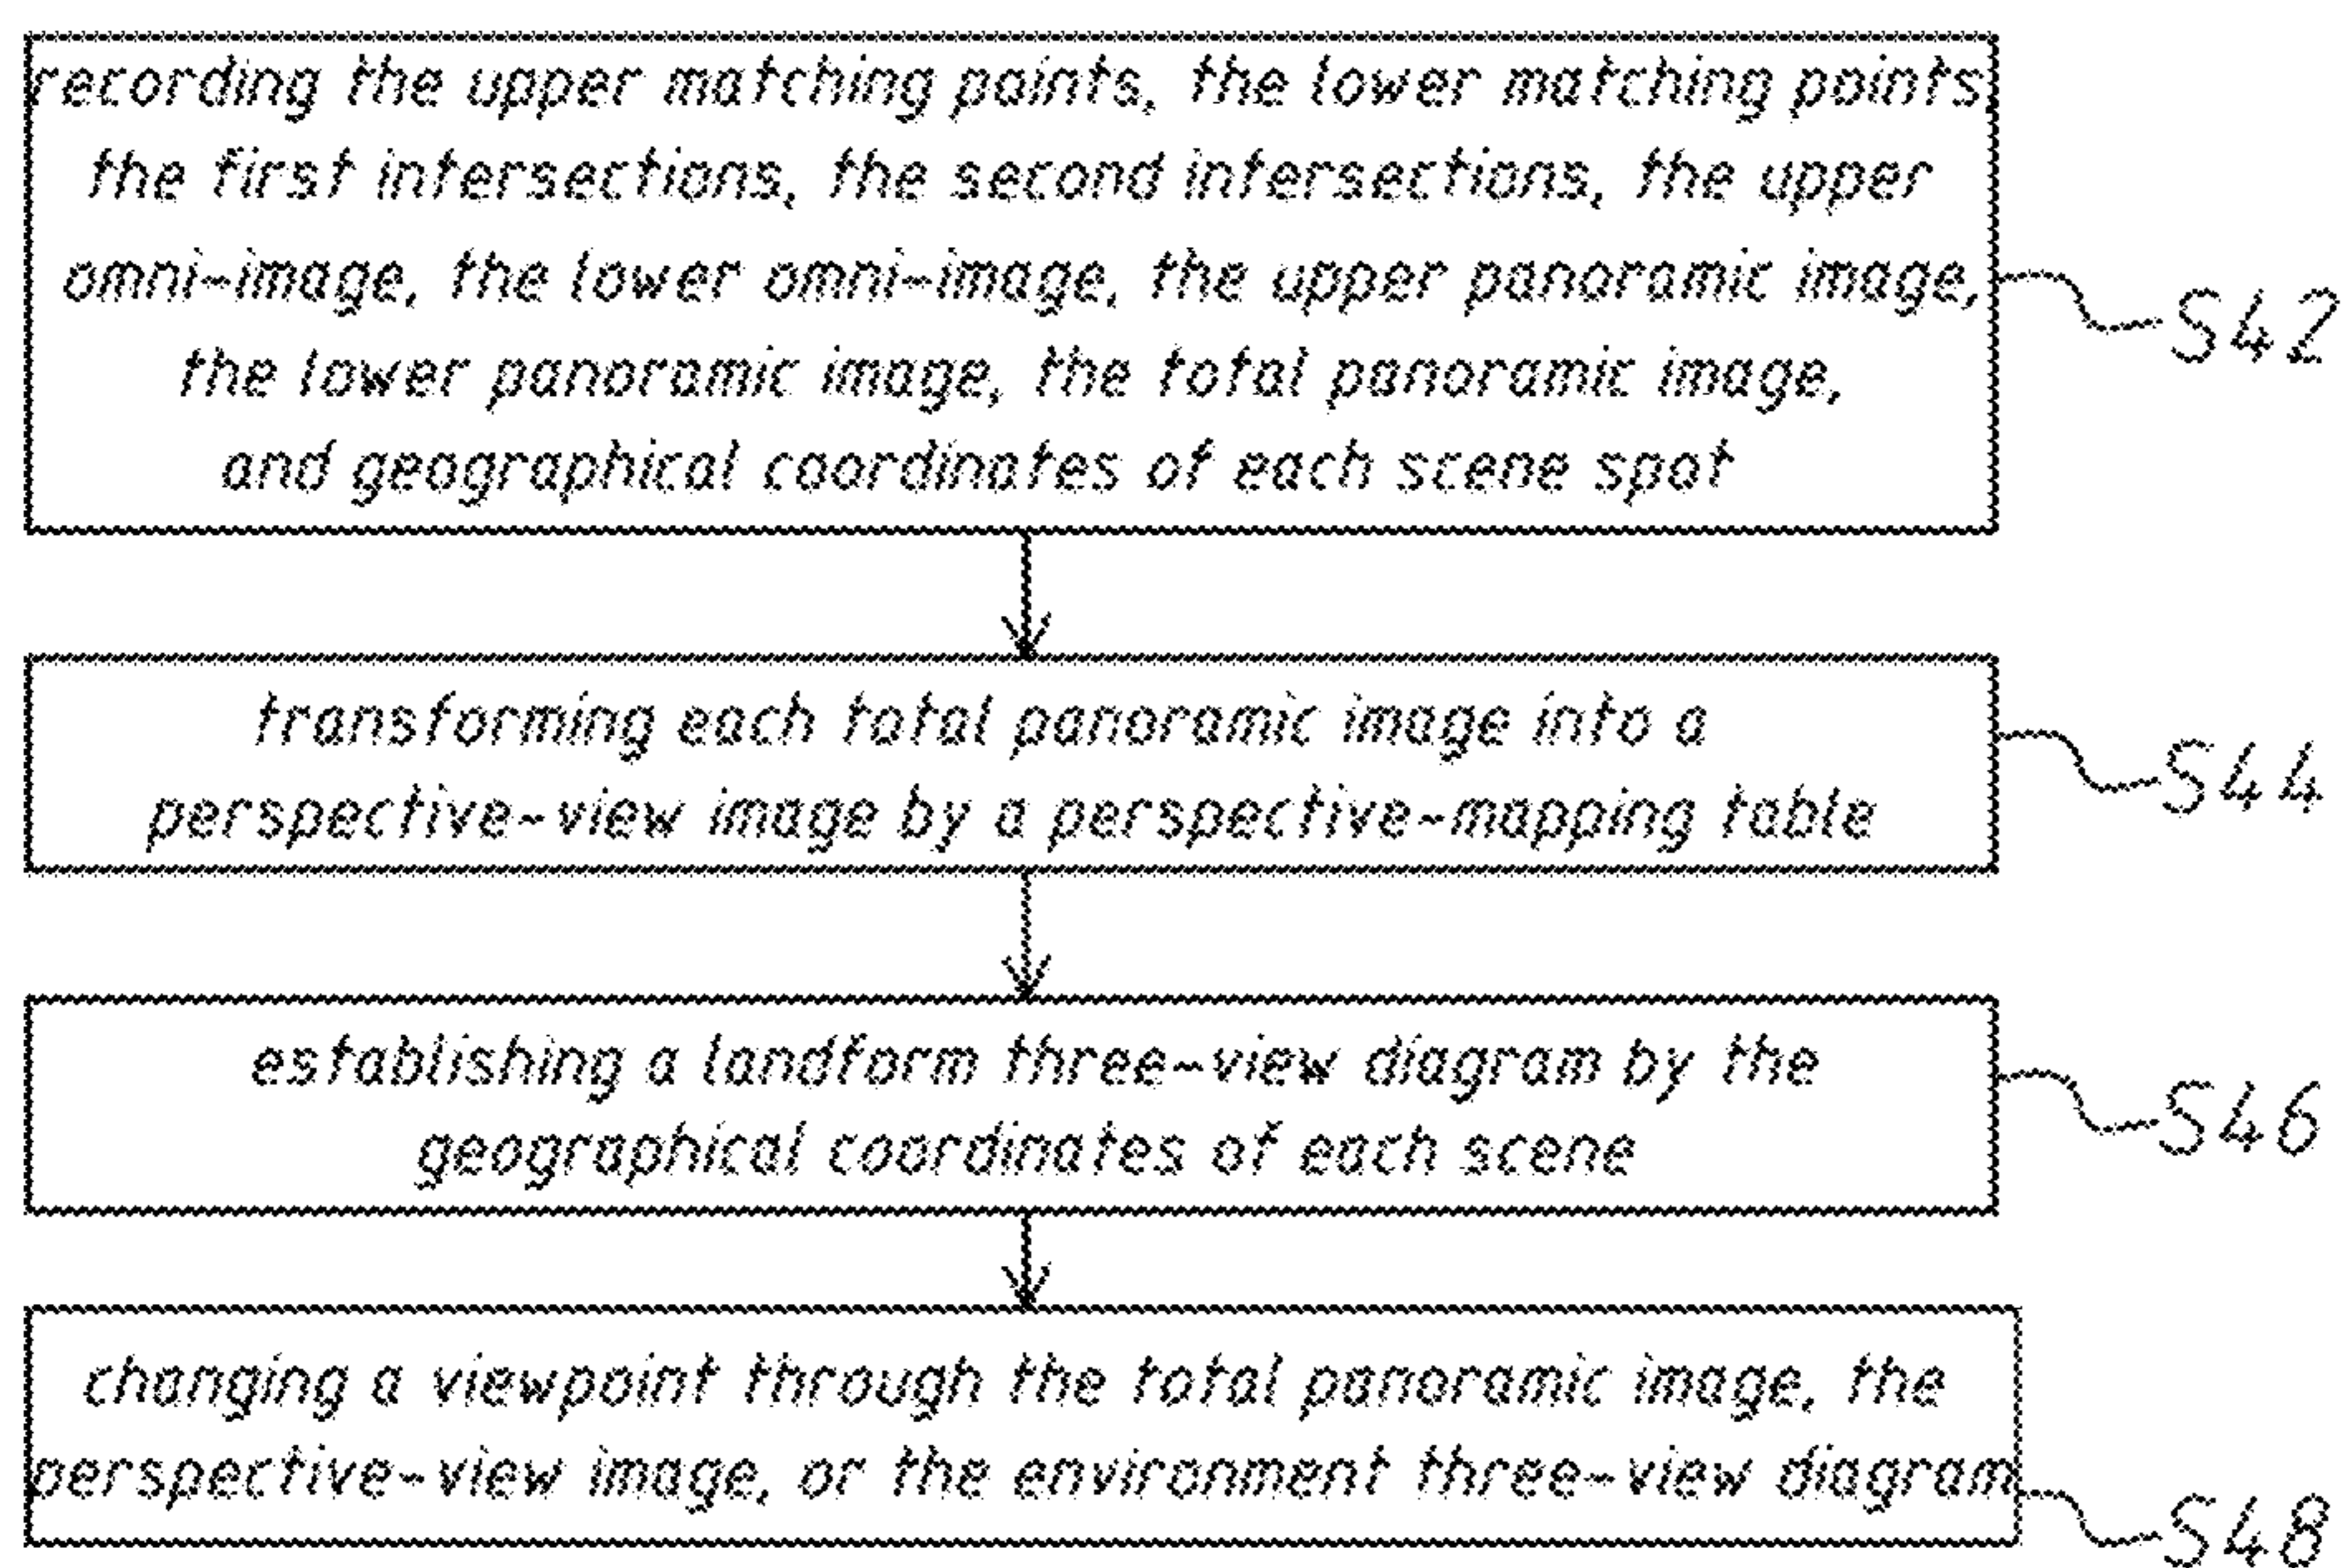 recording the upper matching points, the lower matching points,
the first intersections, the second intersections, the upper
omni-image, the lower omni-image, the upper panoramic image,
the lower panoramic image, the total panoramic image,
and geographical coordinates of each scene spot
S42
transforming each total panoramic image into a
perspective-view image by a perspective-mapping table
S44
establishing a landform three-view diagram by the
geographical coordinates of each scene
S46
changing a viewpoint through the total panoramic image, the
perspective-view image, or the environment three-view diagram
S48